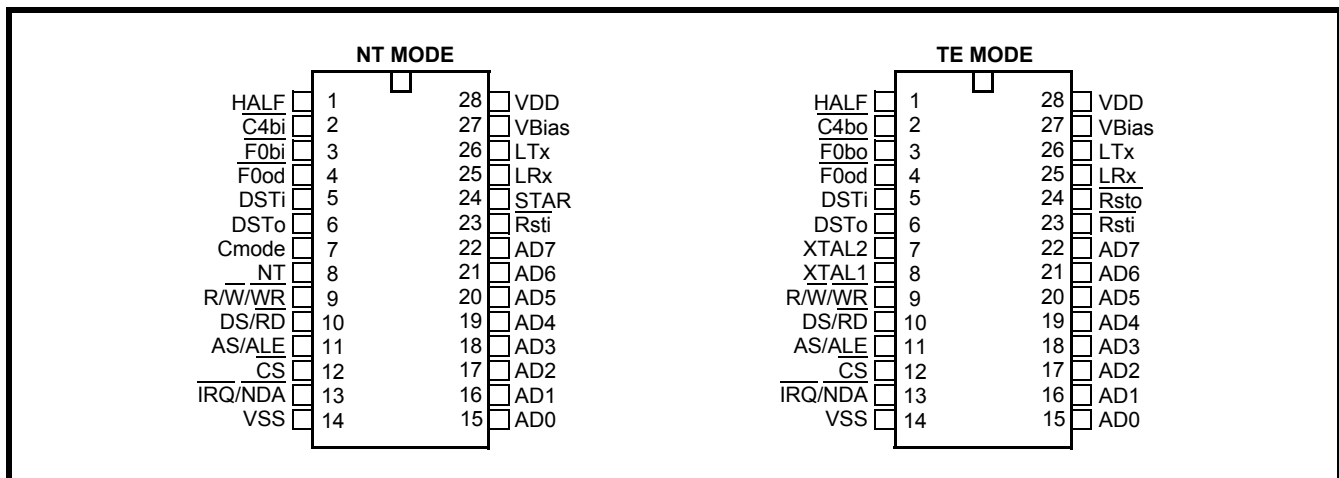 NT MODE
HALF 1 28 VDD
C4bi 2 27 VBias
F0bi 3 26 LTx
F0od 4 25 LRx
DSTi 5 24 STAR
DSTo 6 23 Rsti
Cmode 7 22 AD7
NT 8 21 AD6
R/W/WR 9 20 AD5
DS/RD 10 19 AD4
AS/ALE 11 18 AD3
CS 12 17 AD2
IRQ/NDA 13 16 AD1
VSS 14 15 AD0
TE MODE
HALF 1 28 VDD
C4bo 2 27 VBias
F0bo 3 26 LTx
F0od 4 25 LRx
DSTi 5 24 Rsto
DSTo 6 23 Rsti
XTAL2 7 22 AD7
XTAL1 8 21 AD6
R/W/WR 9 20 AD5
DS/RD 10 19 AD4
AS/ALE 11 18 AD3
CS 12 17 AD2
IRQ/NDA 13 16 AD1
VSS 14 15 AD0